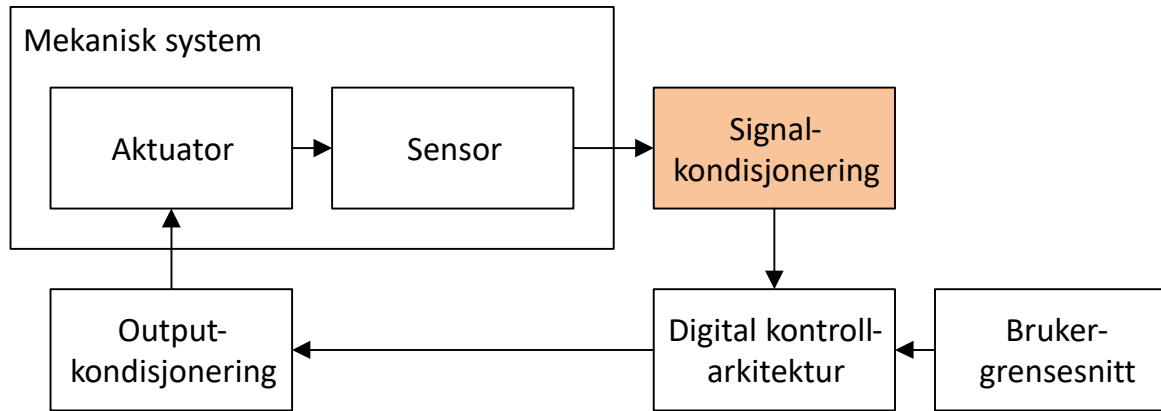 Mekanisk system
Aktuator
Sensor
Signal-
kondisjonering
Output-
kondisjonering
Digital kontroll-
arkitektur
Bruker-
grensesnitt